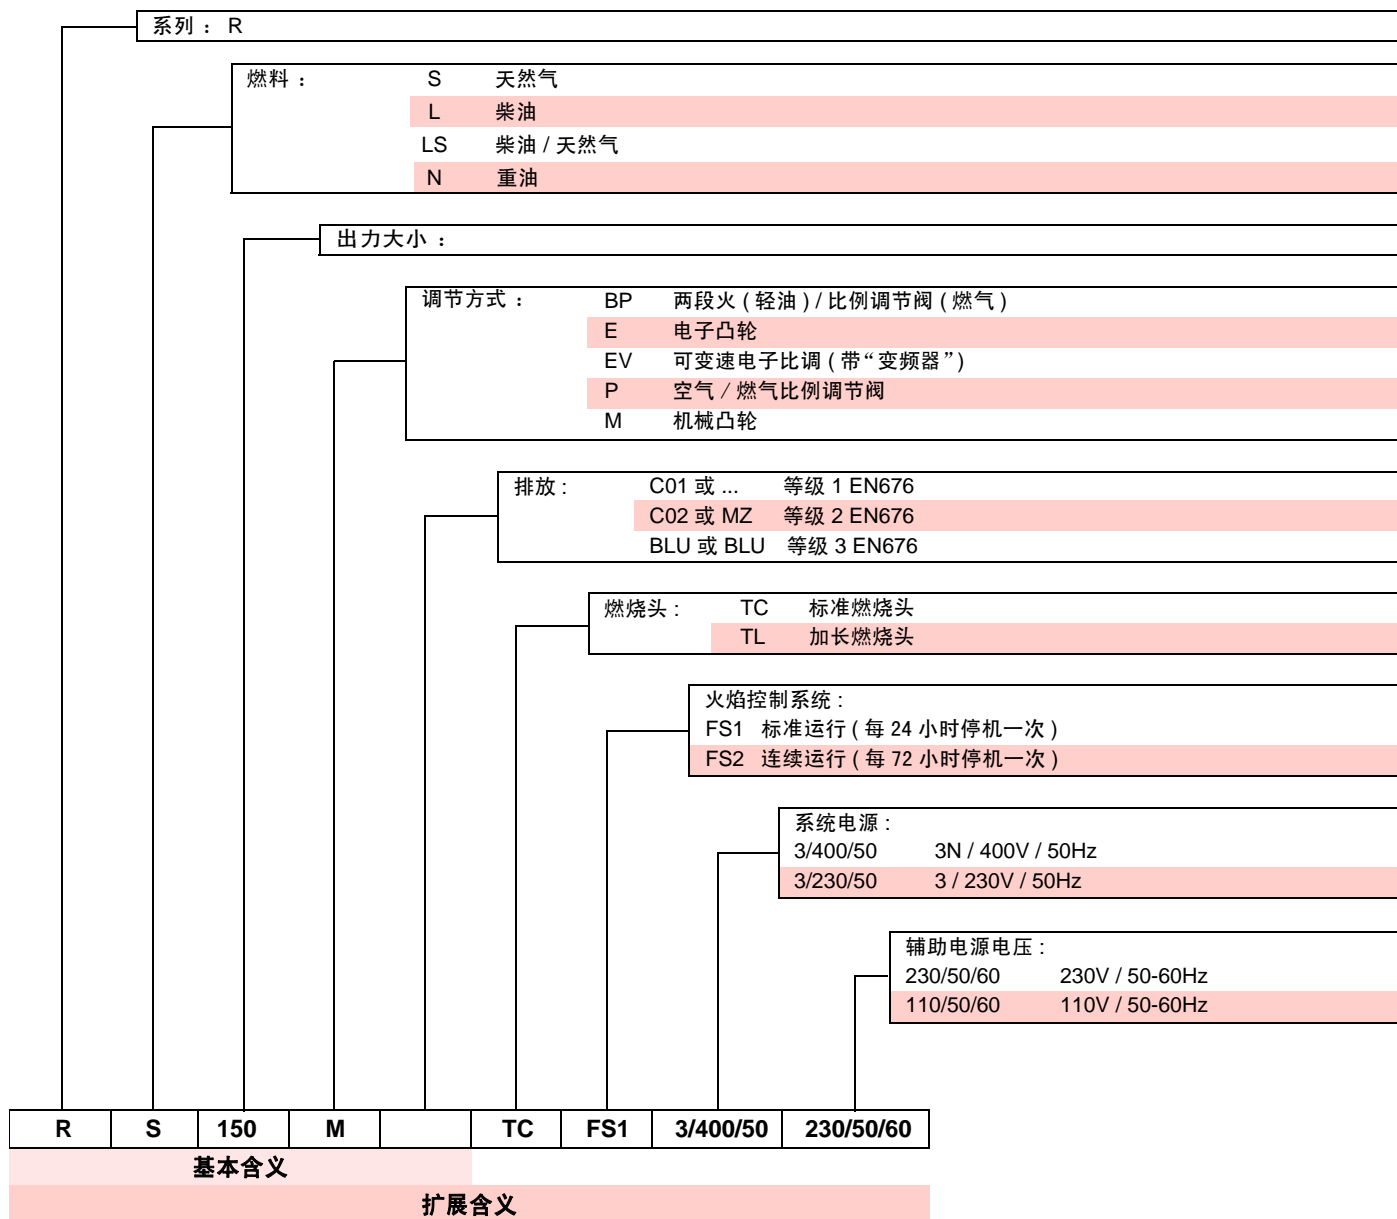 系列 : R
燃料 : S 天然气
L 柴油
LS 柴油 / 天然气
N 重油
出力大小 :
调节方式 : BP 两段火 ( 轻油 ) / 比例调节阀 ( 燃气 )
E 电子凸轮
EV 可变速电子比调 ( 带“变频器”)
P 空气 / 燃气比例调节阀
M 机械凸轮
排放 : C01 或 ... 等级 1 EN676
C02 或 MZ 等级 2 EN676
BLU 或 BLU 等级 3 EN676
燃烧头 : TC 标准燃烧头
TL 加长燃烧头
火焰控制系统 :
FS1 标准运行 ( 每 24 小时停机一次 )
FS2 连续运行 ( 每 72 小时停机一次 )
系统电源 :
3/400/50 3N / 400V / 50Hz
3/230/50 3 / 230V / 50Hz
辅助电源电压 :
230/50/60 230V / 50-60Hz
110/50/60 110V / 50-60Hz
R S 150 M TC FS1 3/400/50 230/50/60
基本含义
扩展含义